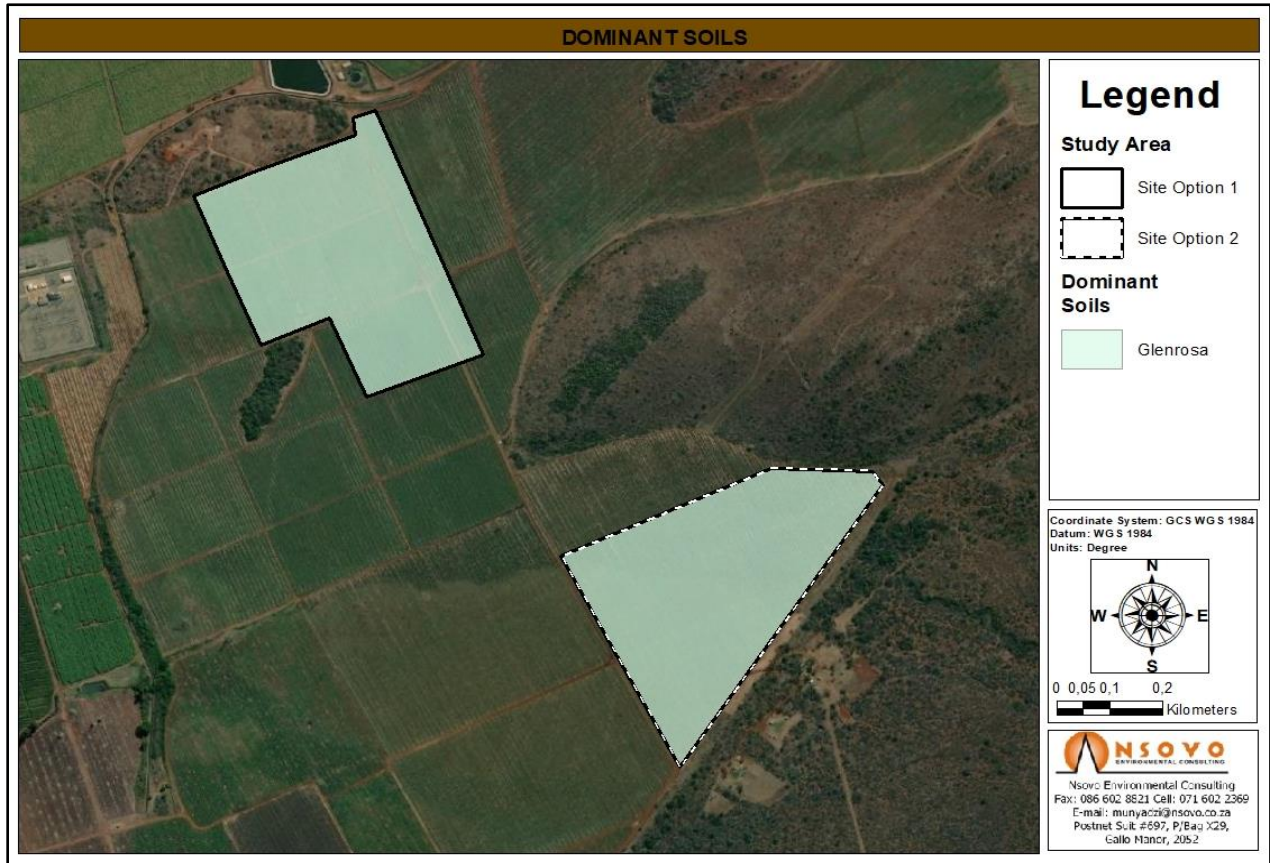 DOMINANT SOILS
Legend
Study Area
Site Option 1
Site Option 2
Dominant
Soils
Glenrosa
Coordinate System: GCS WGS 1984
Datum: WGS 1984
Units: Degree
N
W E
S
0 0,05 0,1 0,2
Kilometers
NSOVO
ENVIRONMENTAL CONSULTING
Nsovo Environmental Consulting
Fax: 086 602 8821 Cell: 071 602 2369
E-mail: munyadzi@nsovo.co.za
Postnet Suit #697, P/Bag X29,
Gallo Manor, 2052